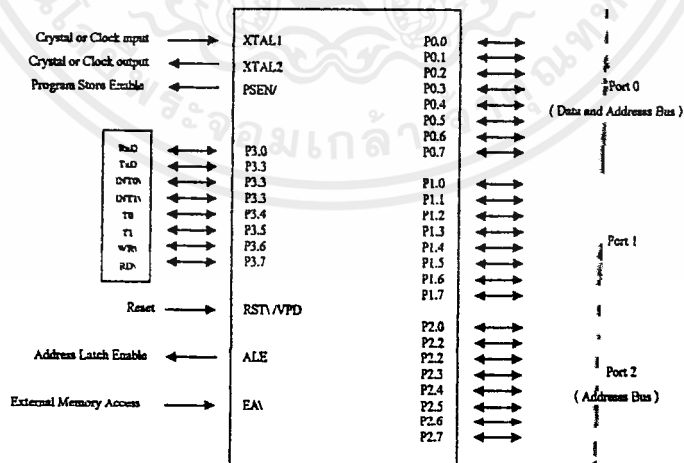 Crystal or Clock input
Crystal or Clock output
Program Store Enable
RxD
TxD
INT0\
INT1\
T0
T1
WR\
RD\
Reset
Address Latch Enable
External Memory Access
XTAL1
XTAL2
PSEN/
P3.0
P3.3
P3.3
P3.3
P3.4
P3.5
P3.6
P3.7
RST\/VPD
ALE
EA\
P0.0
P0.1
P0.2
P0.3
P0.4
P0.5
P0.6
P0.7
P1.0
P1.1
P1.2
P1.3
P1.4
P1.5
P1.6
P1.7
P2.0
P2.2
P2.2
P2.3
P2.4
P2.5
P2.6
P2.7
Port 0
( Data and Addresss Bus )
Port 1
Port 2
( Addresss Bus )